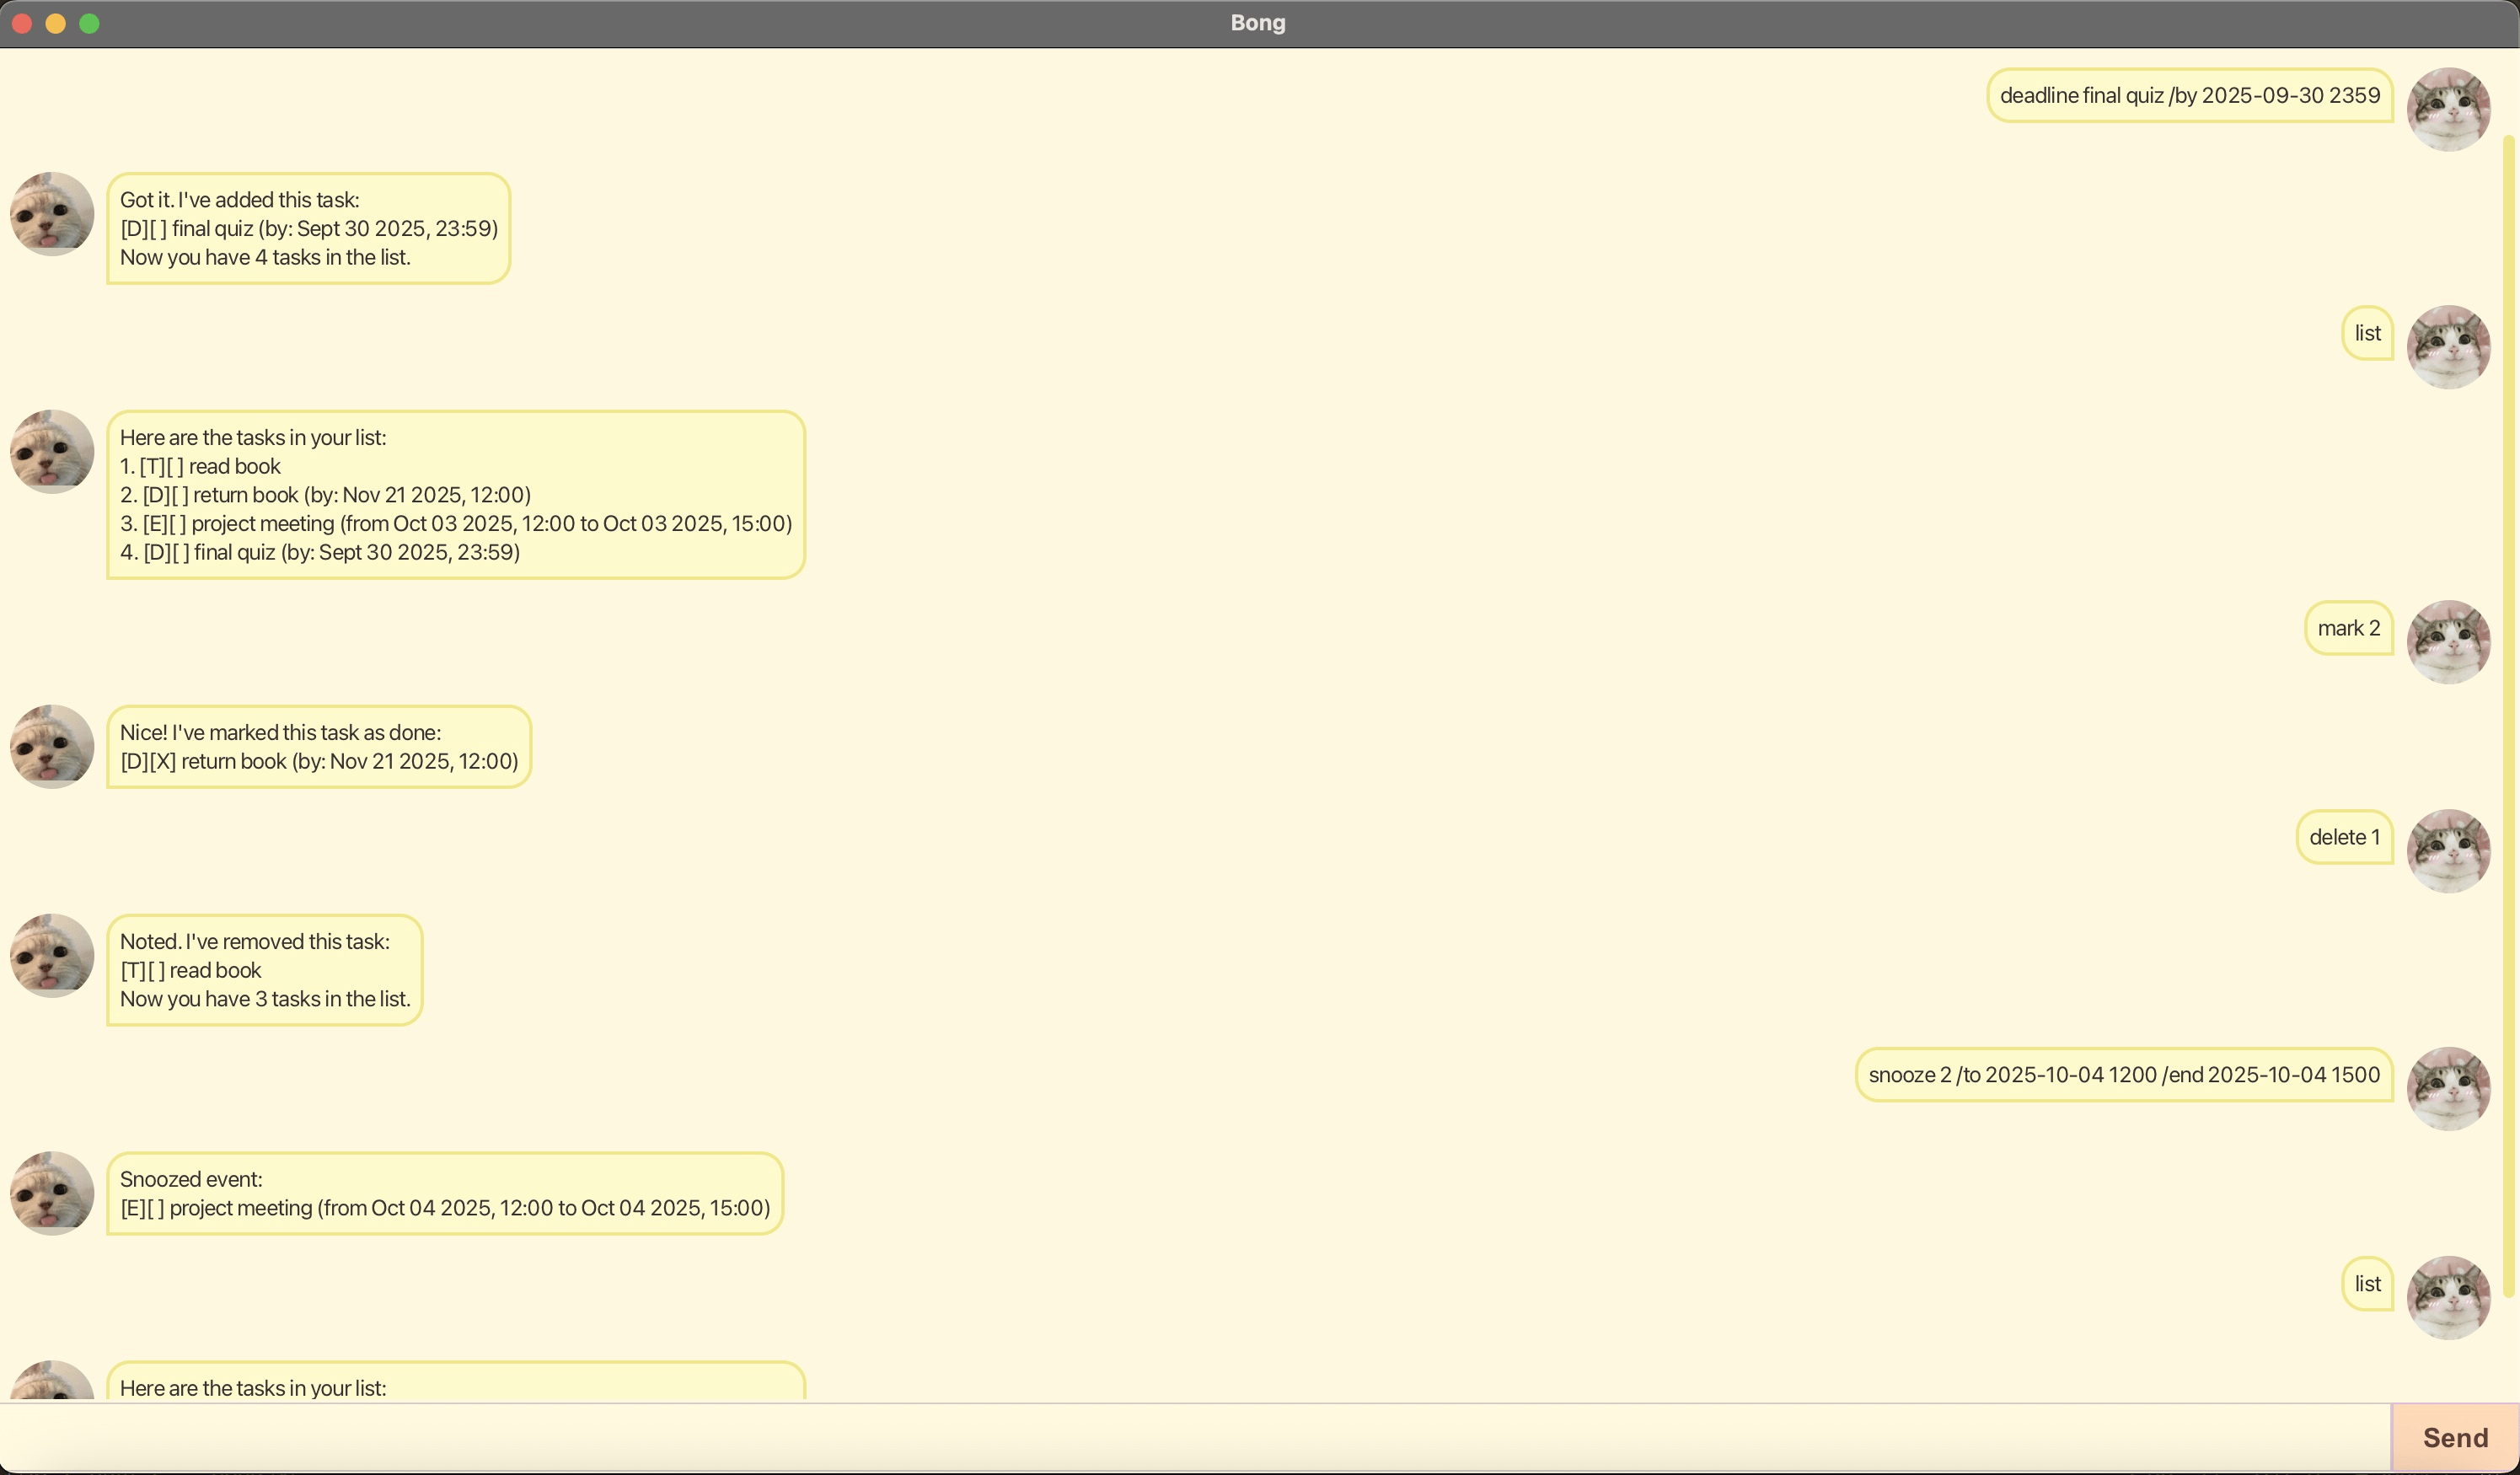 Bong
deadline final quiz /by 2025-09-30 2359
Got it. I've added this task:
[D][ ] final quiz (by: Sept 30 2025, 23:59)
Now you have 4 tasks in the list.
list
Here are the tasks in your list:
1. [T][ ] read book
2. [D][ ] return book (by: Nov 21 2025, 12:00)
3. [E][ ] project meeting (from Oct 03 2025, 12:00 to Oct 03 2025, 15:00)
4. [D][ ] final quiz (by: Sept 30 2025, 23:59)
mark 2
Nice! I've marked this task as done:
[D][X] return book (by: Nov 21 2025, 12:00)
delete 1
Noted. I've removed this task:
[T][ ] read book
Now you have 3 tasks in the list.
snooze 2 /to 2025-10-04 1200 /end 2025-10-04 1500
Snoozed event:
[E][ ] project meeting (from Oct 04 2025, 12:00 to Oct 04 2025, 15:00)
list
Here are the tasks in your list:
Send